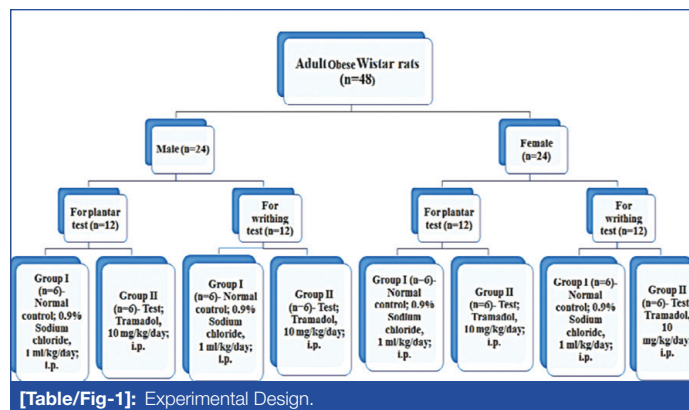 Adult Obese Wistar rats
(n=48)
Male (n=24)
Female
(n=24)
For plantar
test (n=12)
For
writhing
test (n=12)
For plantar
test (n=12)
For
writhing
test (n=12)
Group I
(n=6)-
Normal
control; 0.9%
Sodium
chloride,
1 ml/kg/day;
i.p.
Group II
(n=6)- Test;
Tramadol,
10 mg/kg/day;
i.p.
Group I
(n=6)- Normal
control; 0.9%
Sodium
chloride,
1 ml/kg/day;
i.p.
Group II
(n=6)- Test;
Tramadol,
10 mg/kg/day;
i.p.
Group I (n=6)-
Normal
control; 0.9%
Sodium
chloride,
1 ml/kg/day;
i.p.
Group II
(n=6)- Test;
Tramadol,
10 mg/kg/day;
i.p.
Group I (n=6)-
Normal
control; 0.9%
Sodium
chloride,
1 ml/kg/day;
i.p.
Group II
(n=6)- Test;
Tramadol,
10
mg/kg/day;
i.p.
[Table/Fig-1]: Experimental Design.